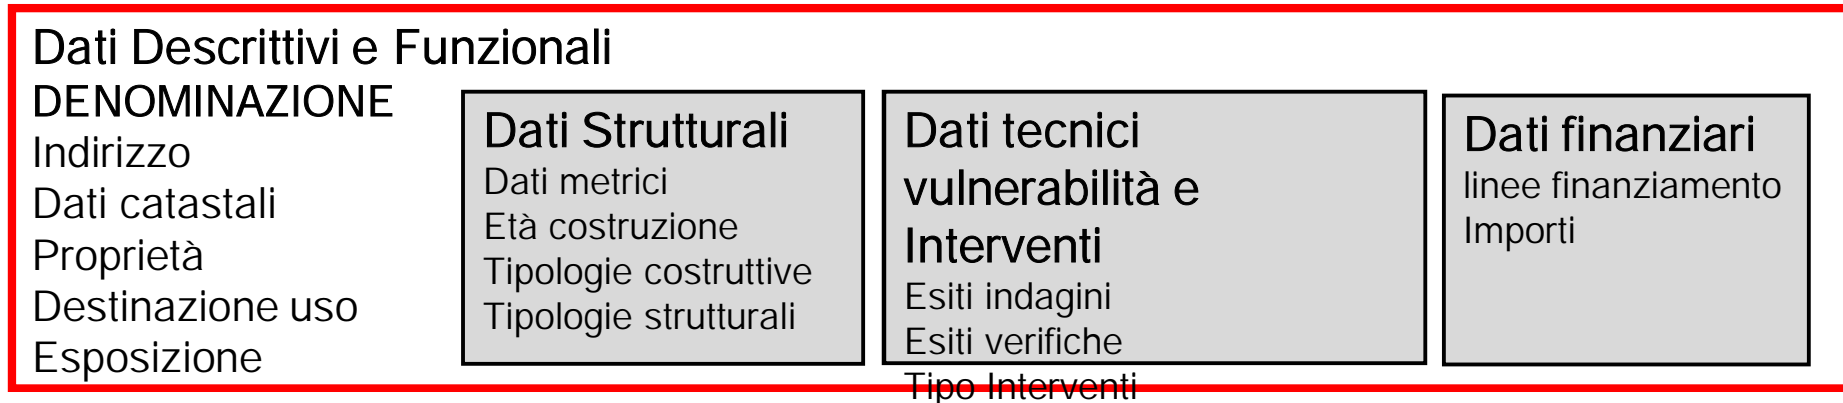 Dati Descrittivi e Funzionali
DENOMINAZIONE
Indirizzo
Dati catastali
Proprietà
Destinazione uso
Esposizione
Dati Strutturali
Dati metrici
Età costruzione
Tipologie costruttive
Tipologie strutturali
Dati tecnici
vulnerabilità e
Interventi
Esiti indagini
Esiti verifiche
Tipo Interventi
Dati finanziari
linee finanziamento
Importi